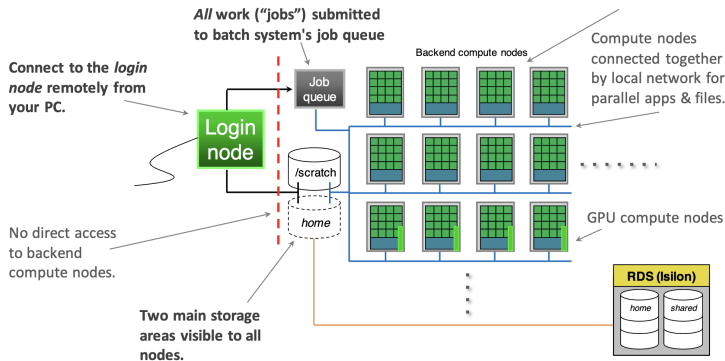 All work (“jobs”) submitted
to batch system's job queue
Backend compute nodes
Compute nodes
connected together
by local network for
parallel apps & files.
Connect to the login
node remotely from
your PC.
Job
queue
Login
node
/scratch
home
No direct access
to backend
compute nodes.
GPU compute nodes
Two main storage
areas visible to all
nodes.
RDS (Isilon)
home
shared